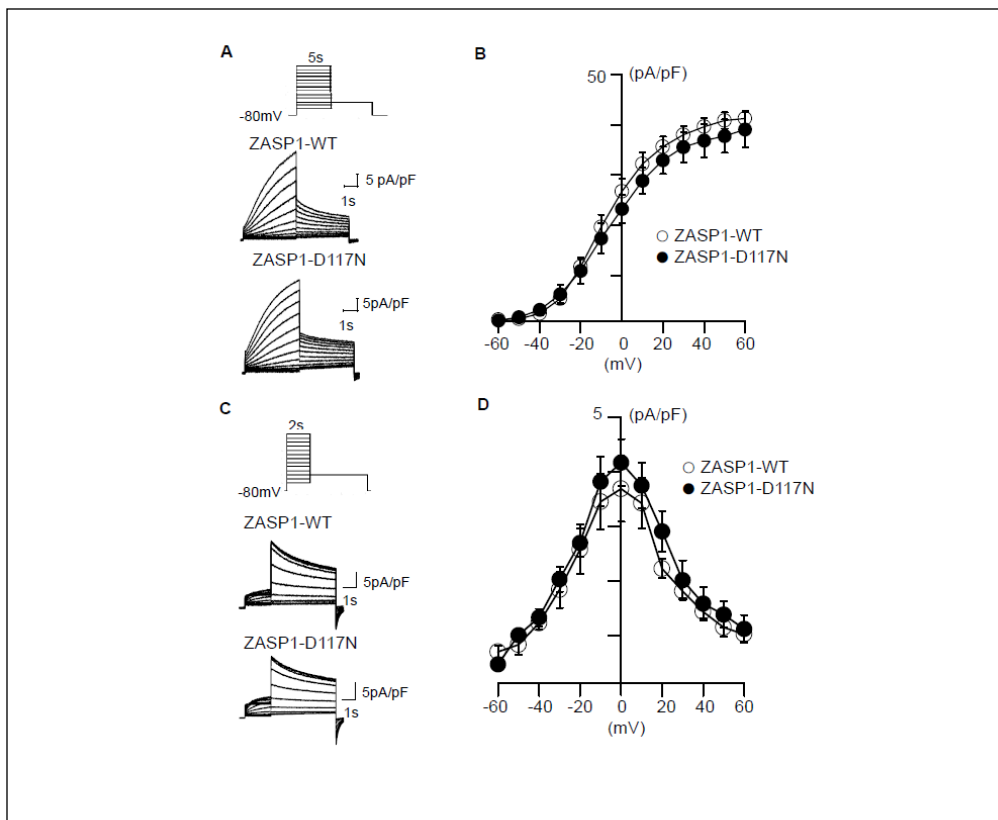 A
5s
-80mV
ZASP1-WT
5 pA/pF
1s
ZASP1-D117N
5pA/pF
1s
B
50
(pA/pF)
ZASP1-WT
ZASP1-D117N
-60
-40
-20
0
20
40
60
(mV)
C
2s
-80mV
ZASP1-WT
5pA/pF
1s
ZASP1-D117N
5pA/pF
1s
D
5
(pA/pF)
ZASP1-WT
ZASP1-D117N
-60
-40
-20
0
20
40
60
(mV)